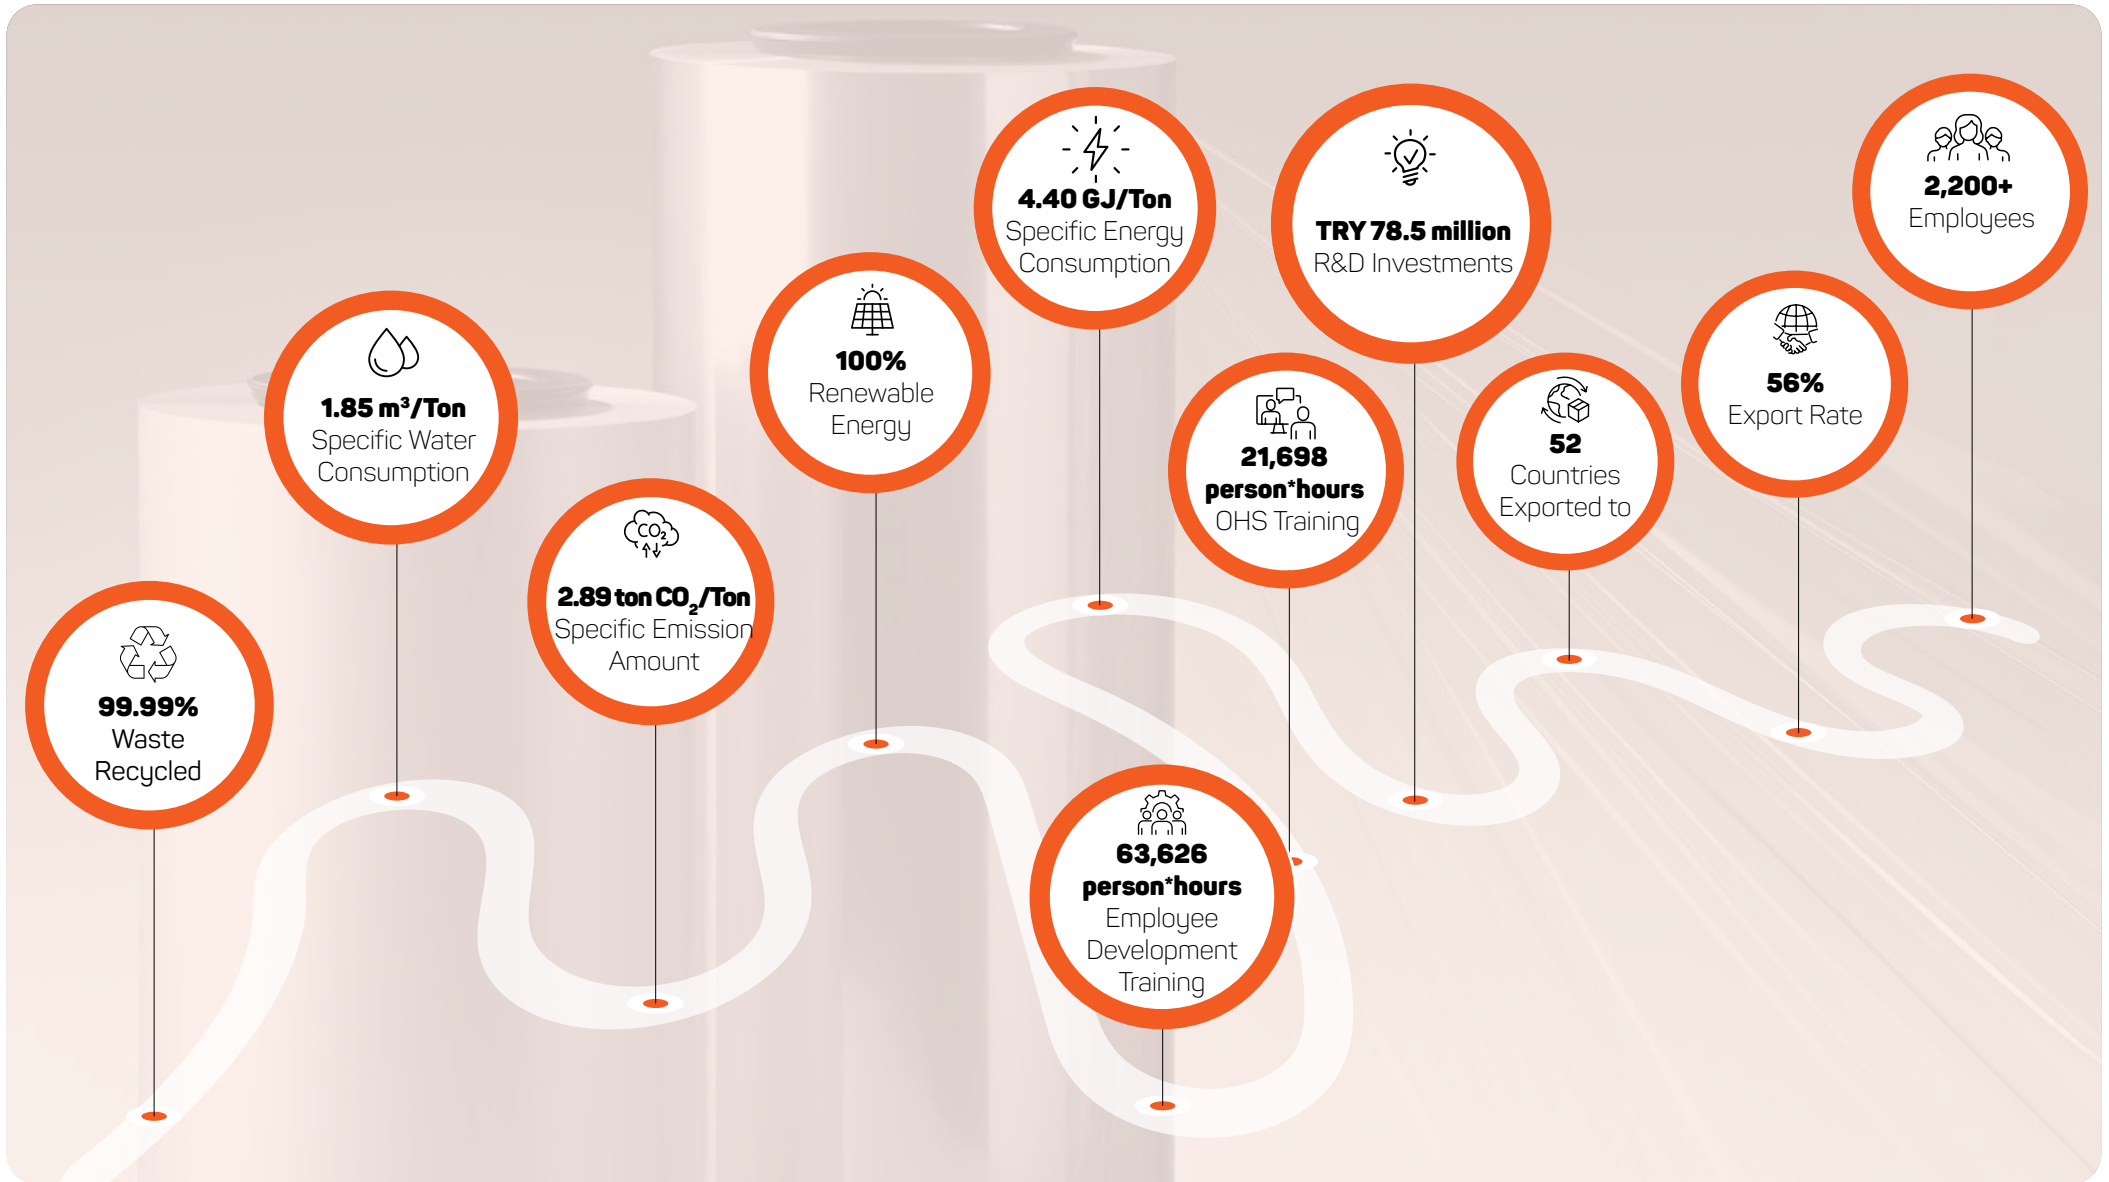 99.99%
Waste
Recycled
1.85 m³/Ton
Specific Water
Consumption
CO₂
2.89 ton CO₂/Ton
Specific Emission
Amount
100%
Renewable
Energy
4.40 GJ/Ton
Specific Energy
Consumption
63,626
person*hours
Employee
Development
Training
21,698
person*hours
OHS Training
TRY 78.5 million
R&D Investments
52
Countries
Exported to
56%
Export Rate
2,200+
Employees